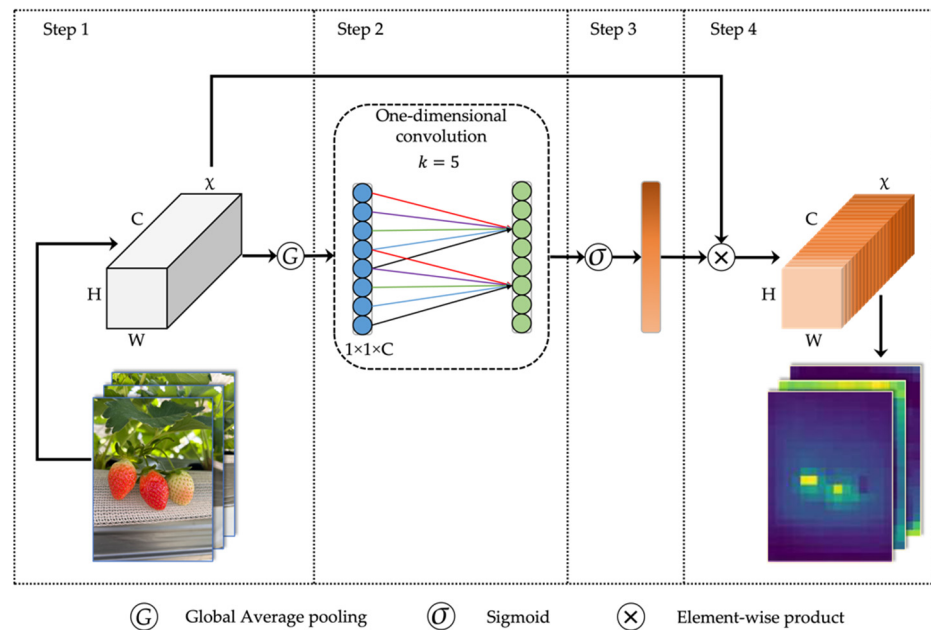 Step 1
Step 2
Step 3
Step 4
One-dimensional
convolution
k = 5
χ
C
H
W
G
1×1×C
σ
×
χ
C
H
W
G Global Average pooling
σ Sigmoid
× Element-wise product